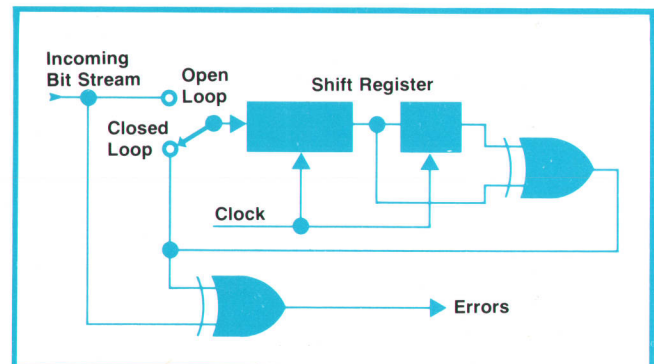 Incoming
Bit Stream
Open
Loop
Shift Register
Closed
Loop
Clock
Errors